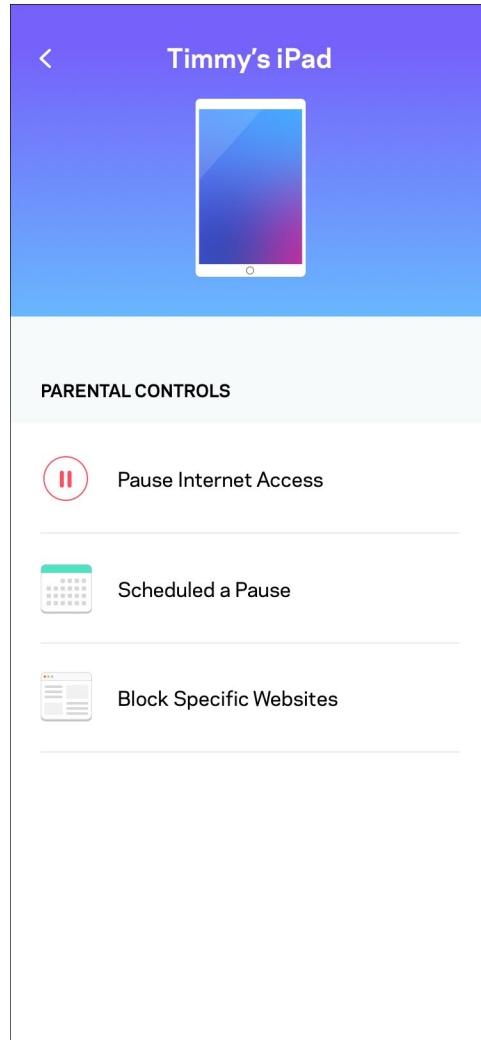 Timmy’s iPad
PARENTAL CONTROLS
Pause Internet Access
Scheduled a Pause
Block Specific Websites